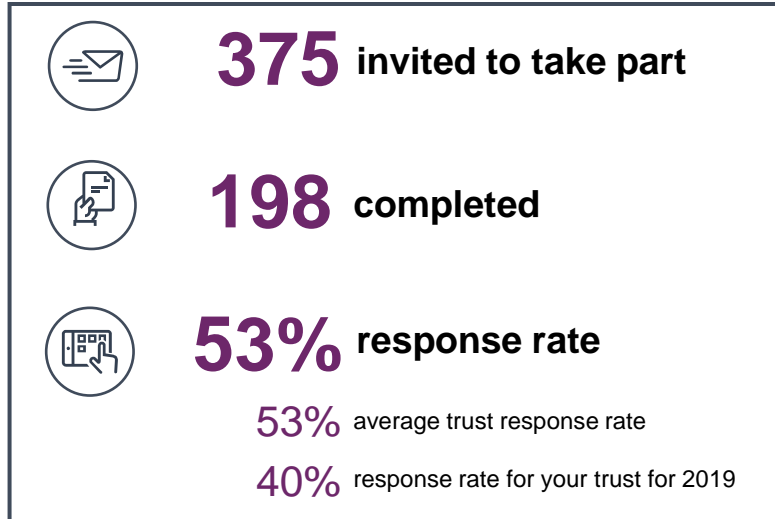 375 invited to take part
198 completed
53% response rate
53% average trust response rate
40% response rate for your trust for 2019